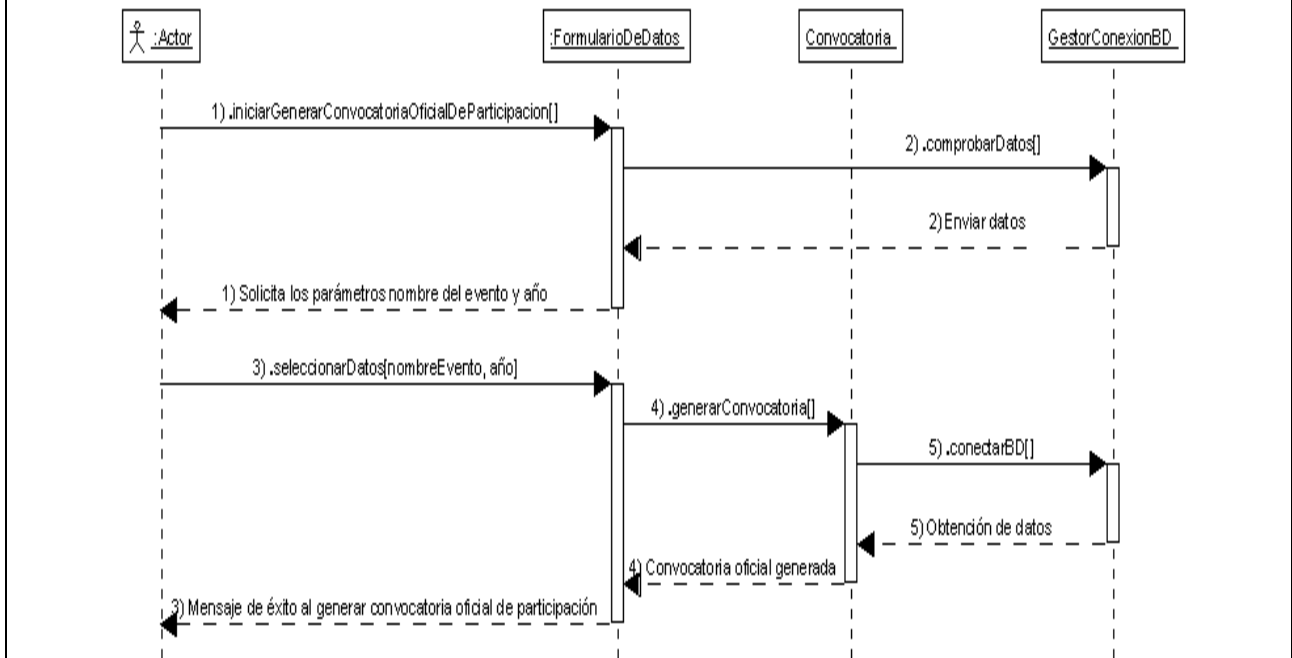 :Actor
:FormularioDeDatos
Convocatoria
GestorConexionBD
1) .iniciarGenerarConvocatoriaOficialDeParticipacion[]
2) .comprobarDatos[]
2) Enviar datos
1) Solicita los parámetros nombre del evento y año
3) .seleccionarDatos[nombreEvento, año]
4) .generarConvocatoria[]
5) .conectarBD[]
5) Obtención de datos
4) Convocatoria oficial generada
3) Mensaje de éxito al generar convocatoria oficial de participación